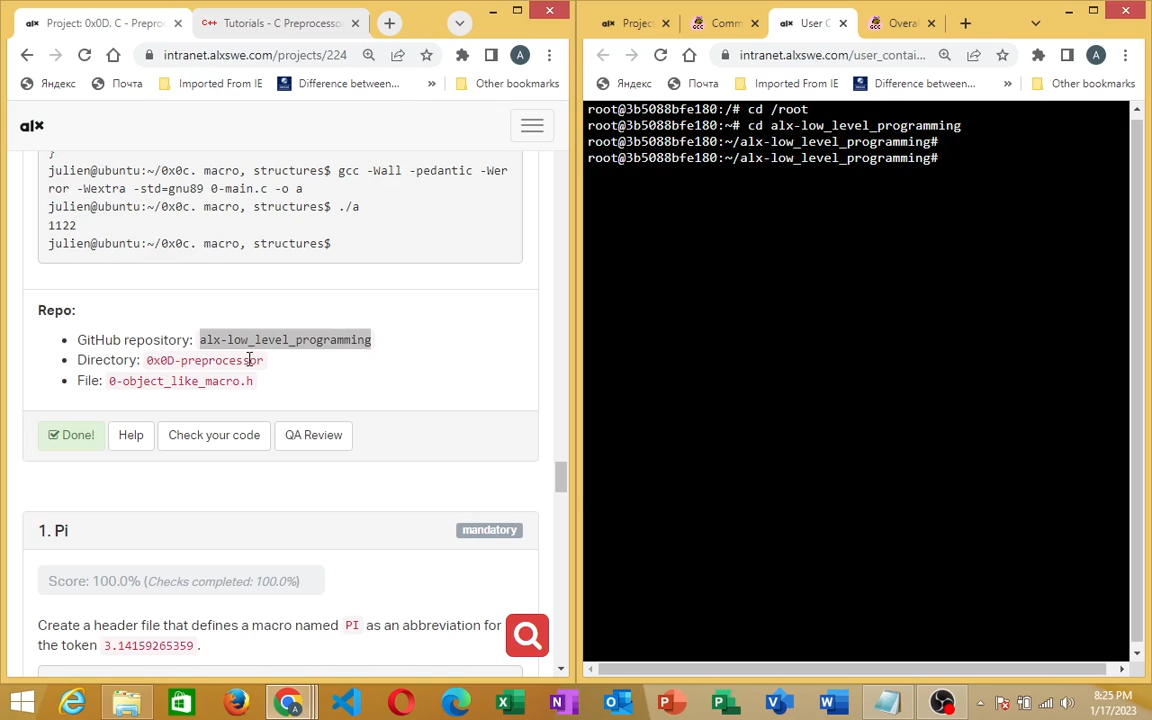 Project: 0x0D. C - Prepro
Tutorials - C Preprocesso
intranet.alxswe.com/projects/224
A
Яндекс
Почта
Imported From IE
Difference between...
»
Other bookmarks
alx
}
julien@ubuntu:~/0x0c. macro, structures$ gcc -Wall -pedantic -Wer
ror -Wextra -std=gnu89 0-main.c -o a
julien@ubuntu:~/0x0c. macro, structures$ ./a
1122
julien@ubuntu:~/0x0c. macro, structures$
Repo:
GitHub repository: alx-low_level_programming
Directory: 0x0D-preprocessor
File: 0-object_like_macro.h
Done!
Help
Check your code
QA Review
1. Pi
mandatory
Score: 100.0% (Checks completed: 100.0%)
Create a header file that defines a macro named PI as an abbreviation for
the token 3.14159265359.
Projec
Comm
User C
Overal
intranet.alxswe.com/user_contai...
A
Яндекс
Почта
Imported From IE
Difference between...
»
Other bookmarks
root@3b5088bfe180:/# cd /root
root@3b5088bfe180:~# cd alx-low_level_programming
root@3b5088bfe180:~/alx-low_level_programming#
root@3b5088bfe180:~/alx-low_level_programming#
8:25 PM
1/17/2023